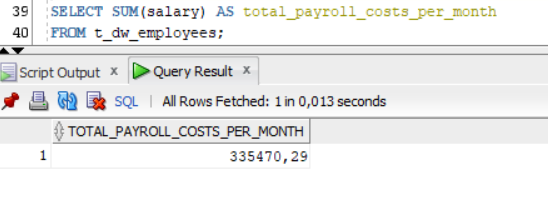 39 SELECT SUM(salary) AS total_payroll_costs_per_month
40 FROM t_dw_employees;
Script Output x Query Result x
SQL | All Rows Fetched: 1 in 0,013 seconds
TOTAL_PAYROLL_COSTS_PER_MONTH
1 335470,29